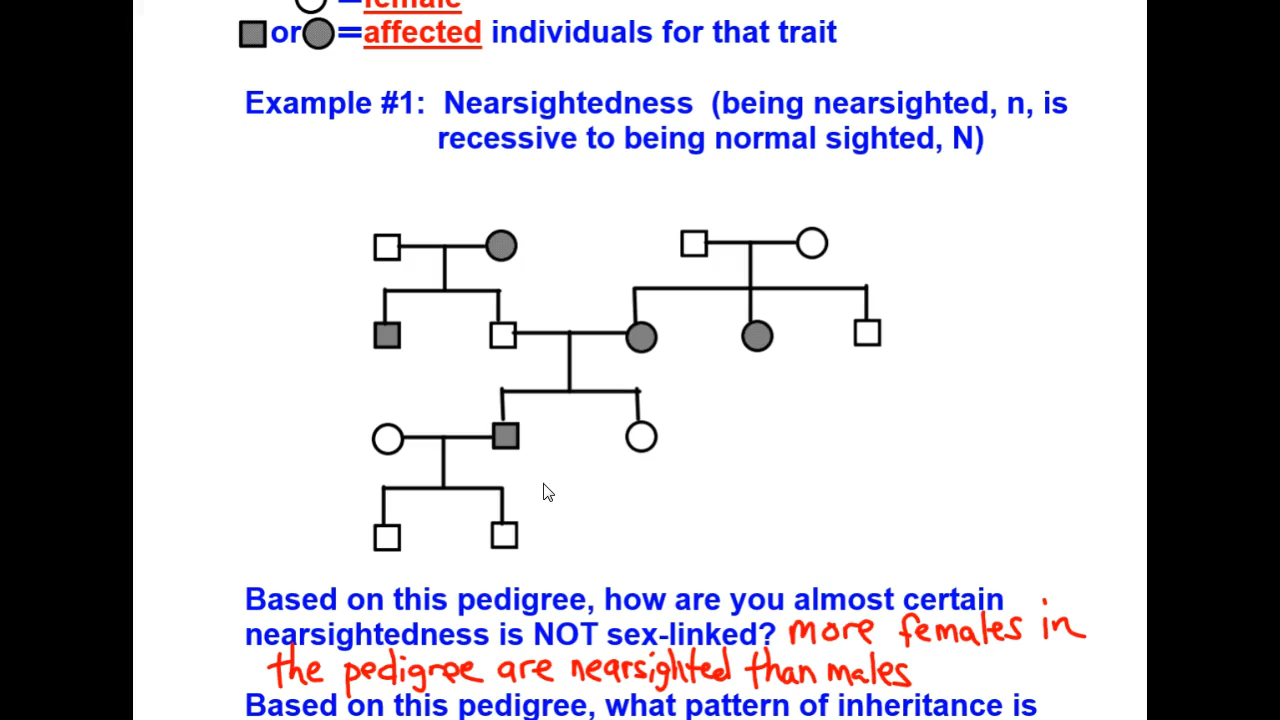 =female
or =affected individuals for that trait
Example #1: Nearsightedness (being nearsighted, n, is
recessive to being normal sighted, N)
Based on this pedigree, how are you almost certain
nearsightedness is NOT sex-linked? more females in
the pedigree are nearsighted than males
Based on this pedigree, what pattern of inheritance is